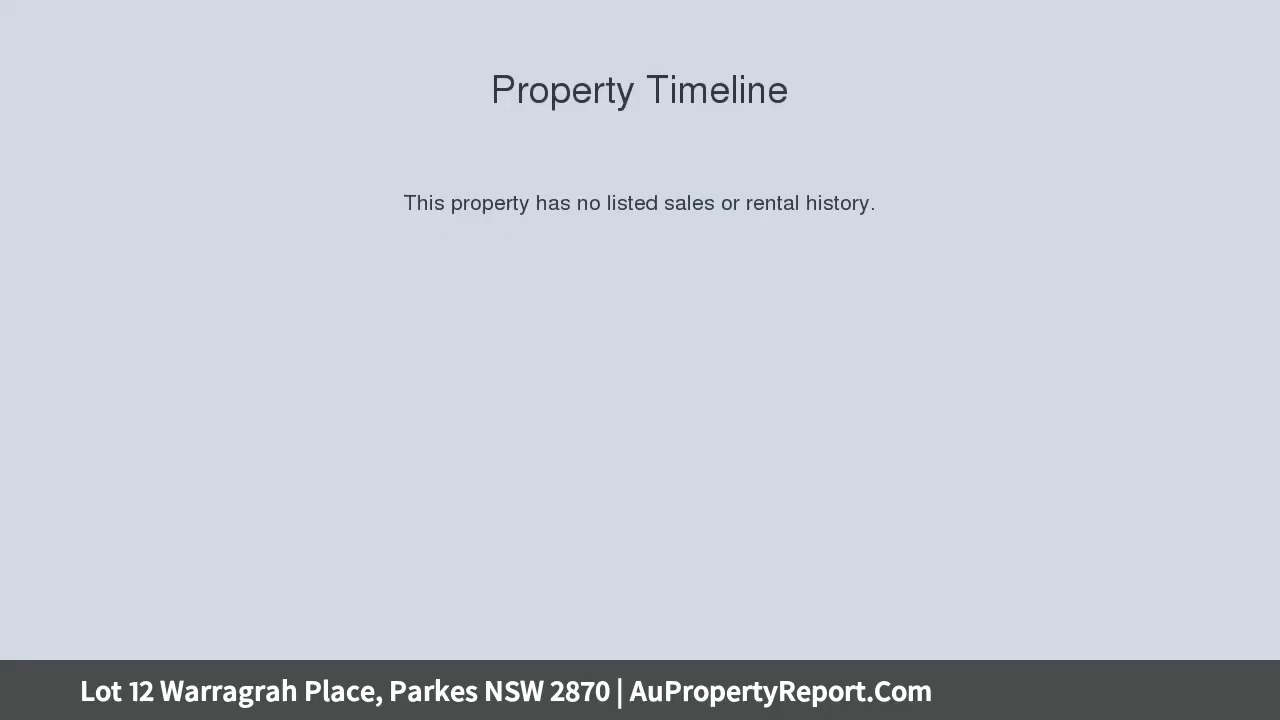 Property Timeline
This property has no listed sales or rental history.
Lot 12 Warragrah Place, Parkes NSW 2870 | AuPropertyReport.Com